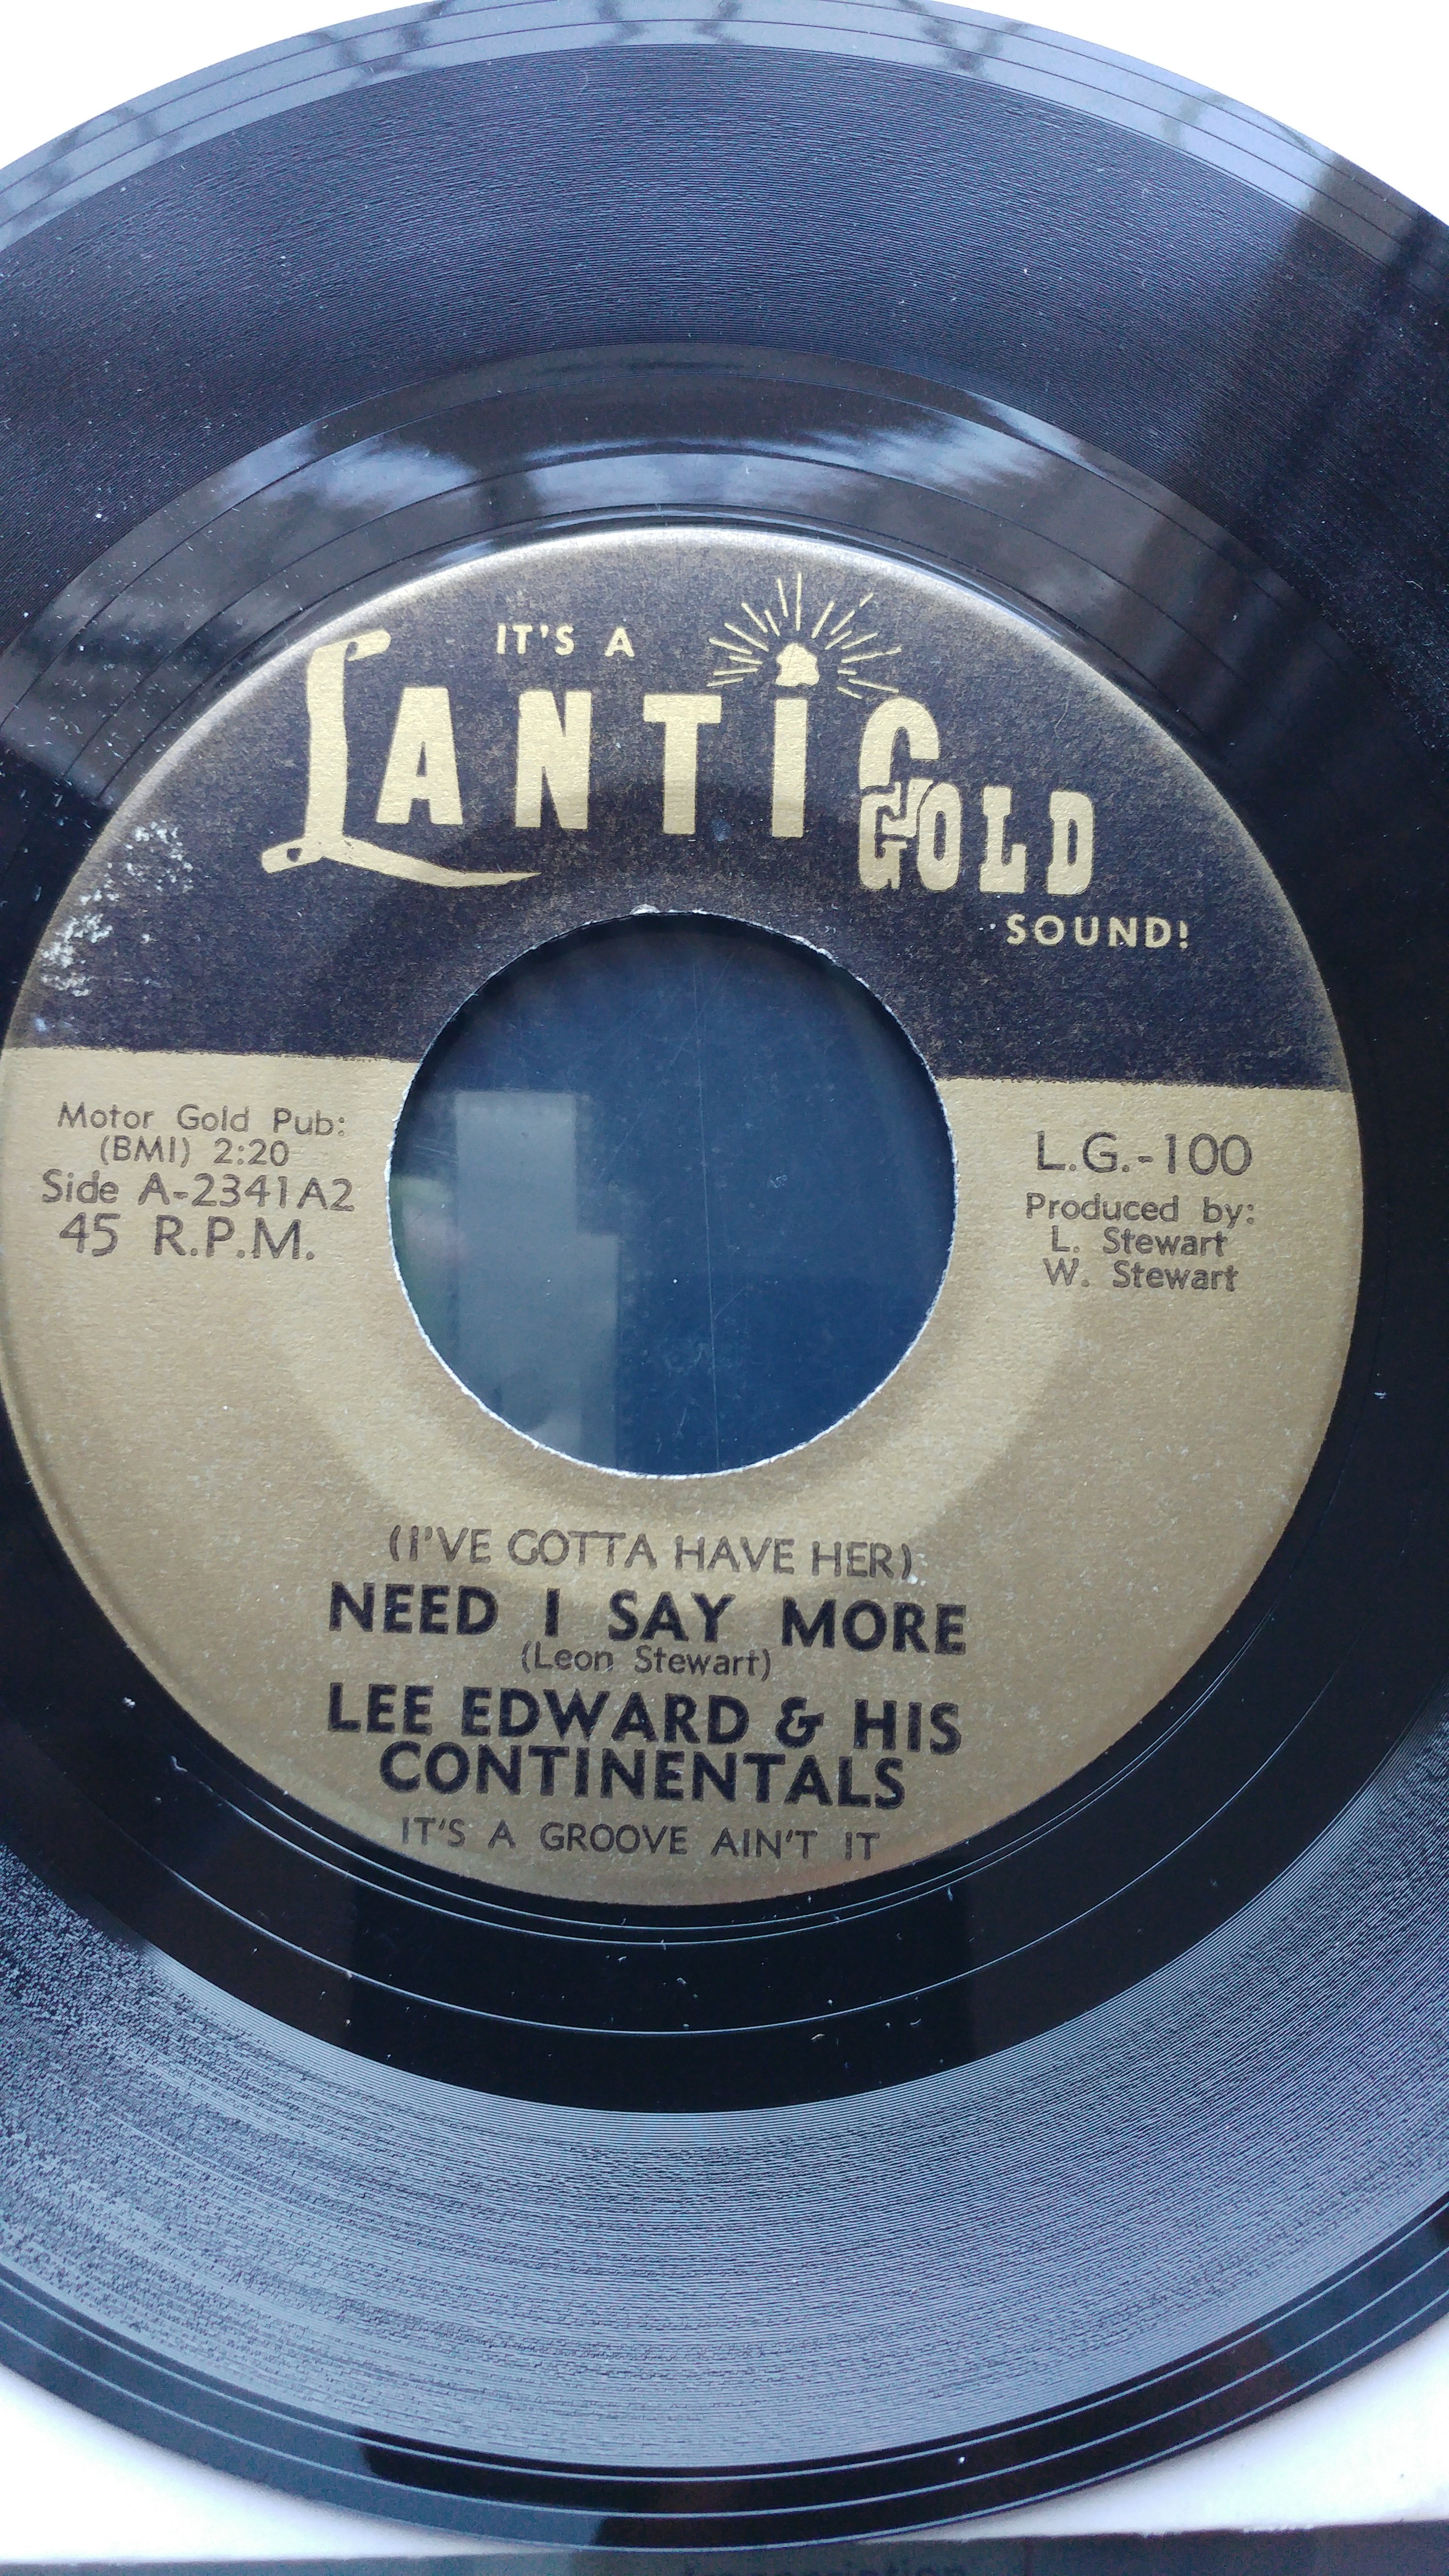 IT'S A
LANTIC
GOLD
SOUND!
Motor Gold Pub:
(BMI) 2:20
Side A-2341A2
45 R.P.M.
L.G.-100
Produced by:
L. Stewart
W. Stewart
(I'VE GOTTA HAVE HER)
NEED I SAY MORE
(Leon Stewart)
LEE EDWARD & HIS
CONTINENTALS
IT'S A GROOVE AIN'T IT